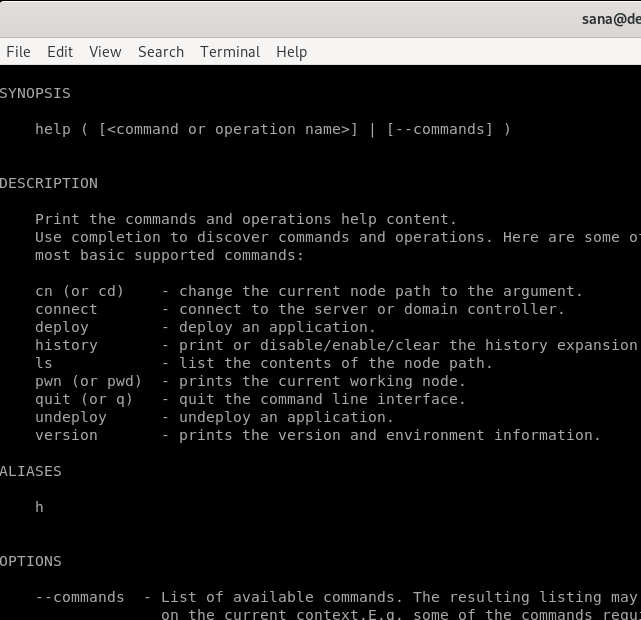 sana@de
File Edit View Search Terminal Help
SYNOPSIS
help ( [<command or operation name>] | [--commands] )
DESCRIPTION
Print the commands and operations help content.
Use completion to discover commands and operations. Here are some of
most basic supported commands:
cn (or cd)    - change the current node path to the argument.
connect       - connect to the server or domain controller.
deploy        - deploy an application.
history       - print or disable/enable/clear the history expansion
ls            - list the contents of the node path.
pwn (or pwd)  - prints the current working node.
quit (or q)   - quit the command line interface.
undeploy      - undeploy an application.
version       - prints the version and environment information.
ALIASES
h
OPTIONS
--commands  - List of available commands. The resulting listing may
on the current context.E.g. some of the commands requi